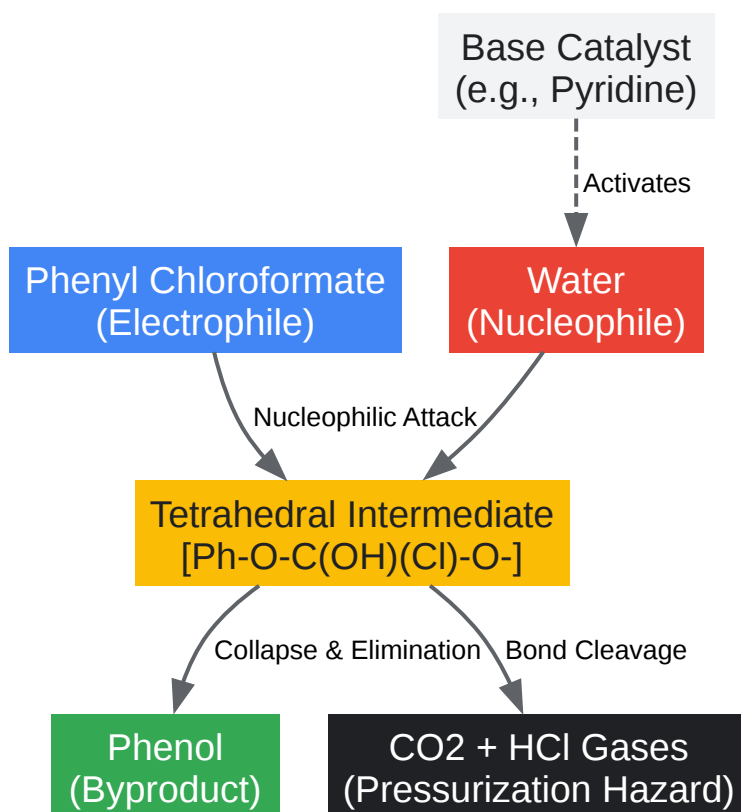 Base Catalyst
(e.g., Pyridine)
Activates
Phenyl Chloroformate
(Electrophile)
Water
(Nucleophile)
Nucleophilic Attack
Tetrahedral Intermediate
[Ph-O-C(OH)(Cl)-O-]
Collapse & Elimination
Bond Cleavage
Phenol
(Byproduct)
CO2 + HCl Gases
(Pressurization Hazard)